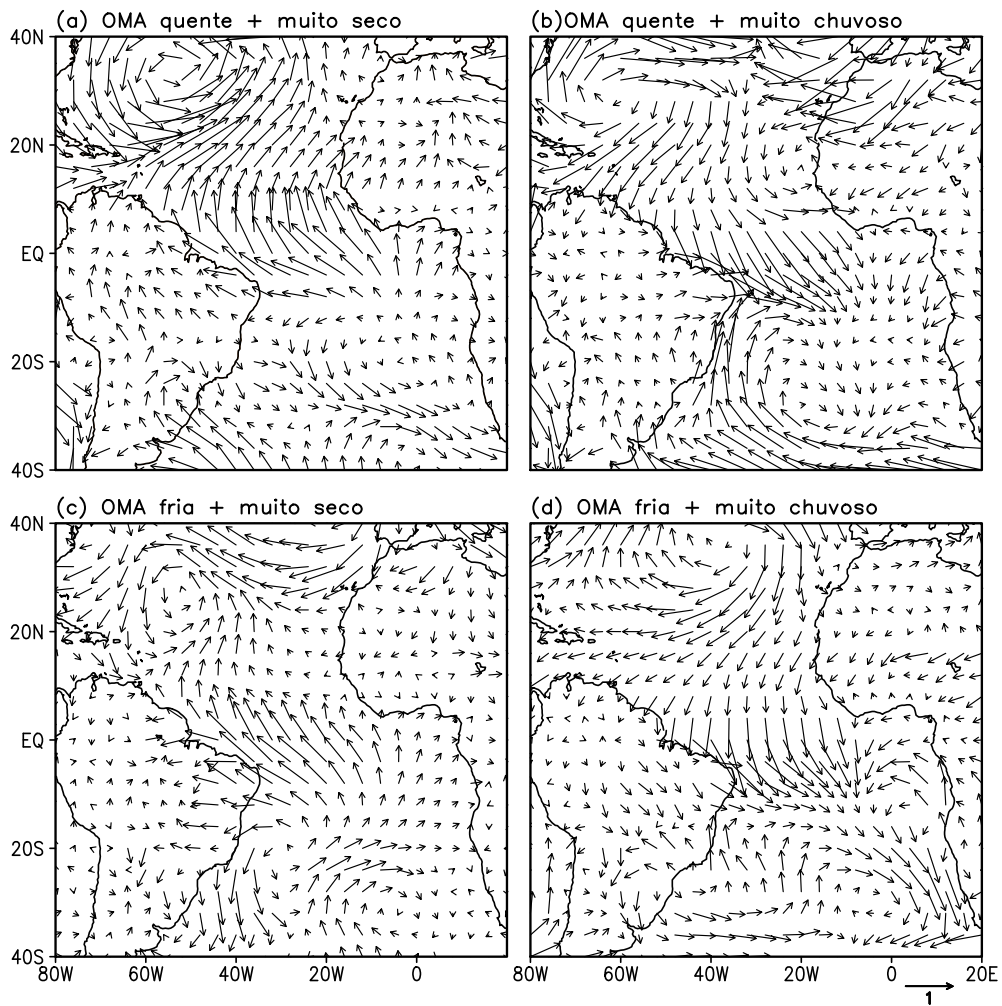 (a) OMA quente + muito seco
(b)OMA quente + muito chuvoso
40N
20N
EQ
20S
40S
(c) OMA fria + muito seco
(d) OMA fria + muito chuvoso
40N
20N
EQ
20S
40S
80W 60W 40W 20W 0
80W 60W 40W 20W 0 20E
1